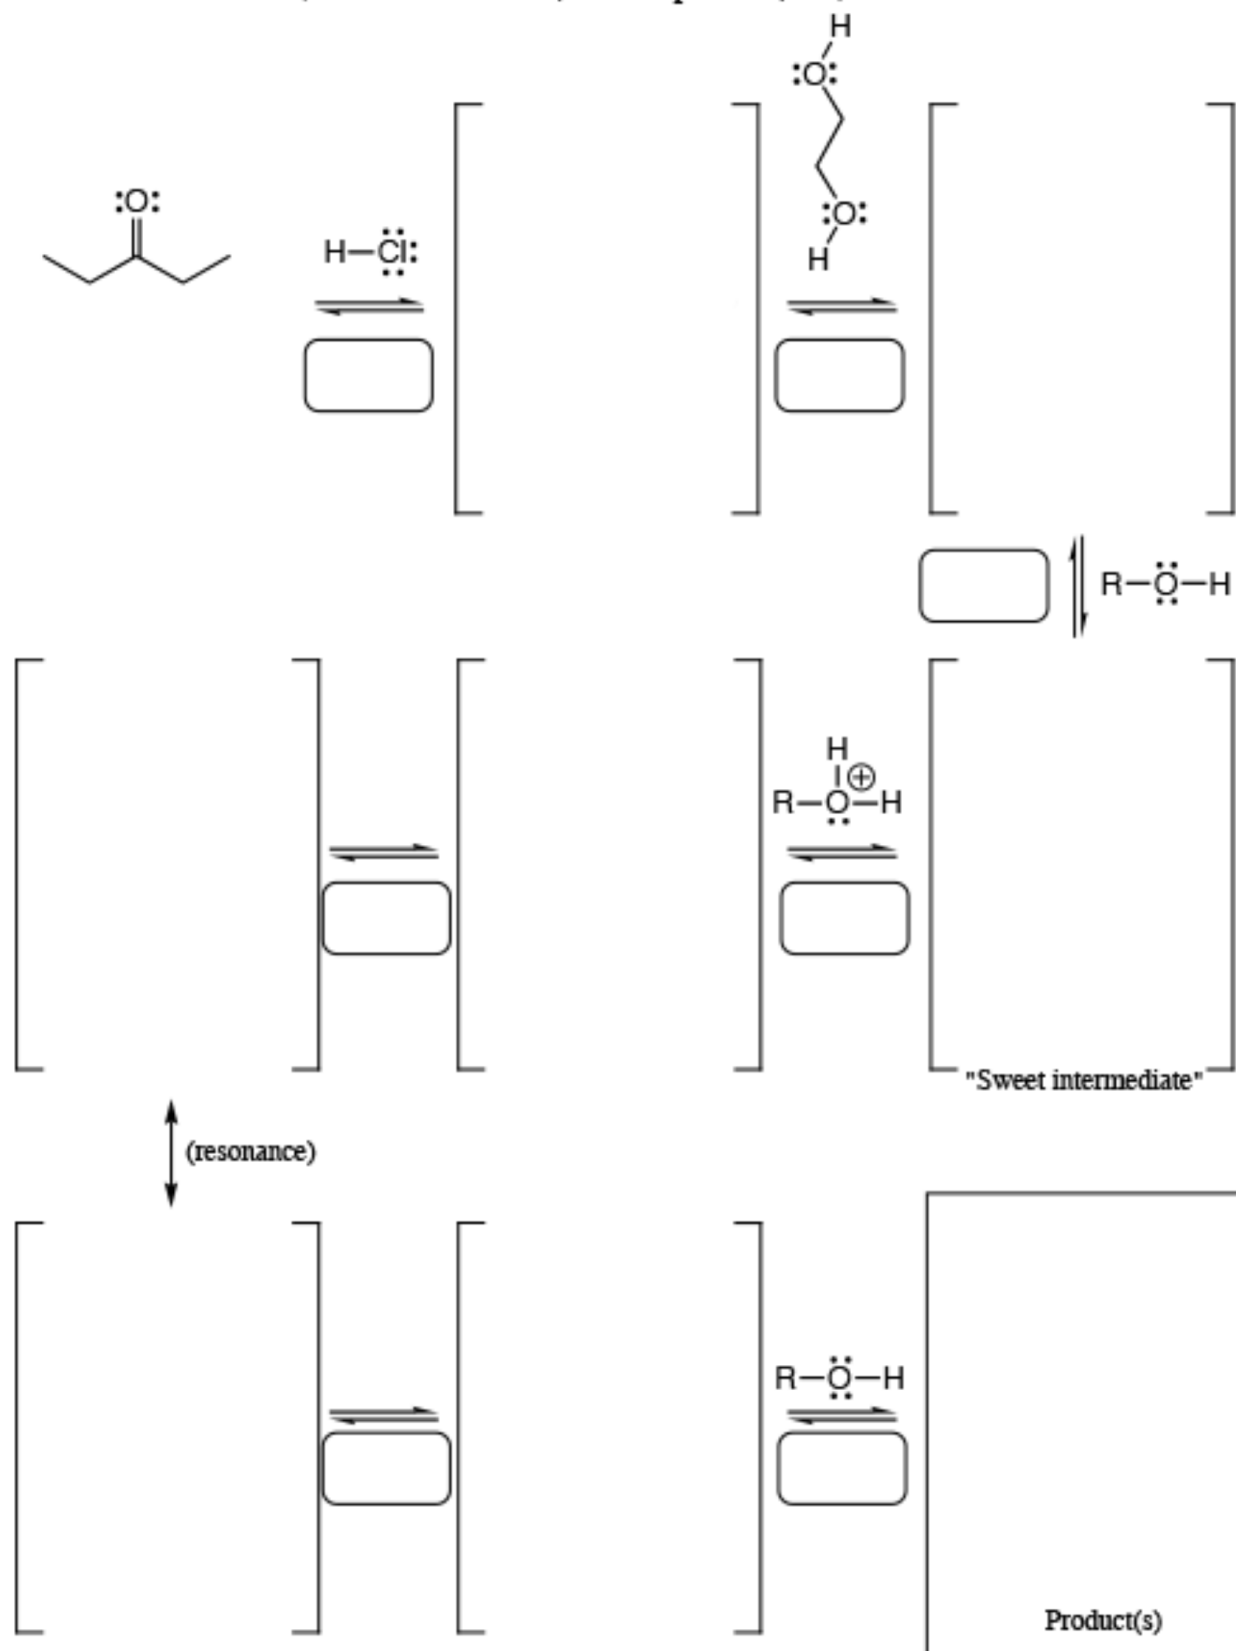 H
:O:
:O:
H—Cl:
:O:
H
R—O—H
H
R—O—H
⊕
"Sweet intermediate"
(resonance)
R—O—H
Product(s)